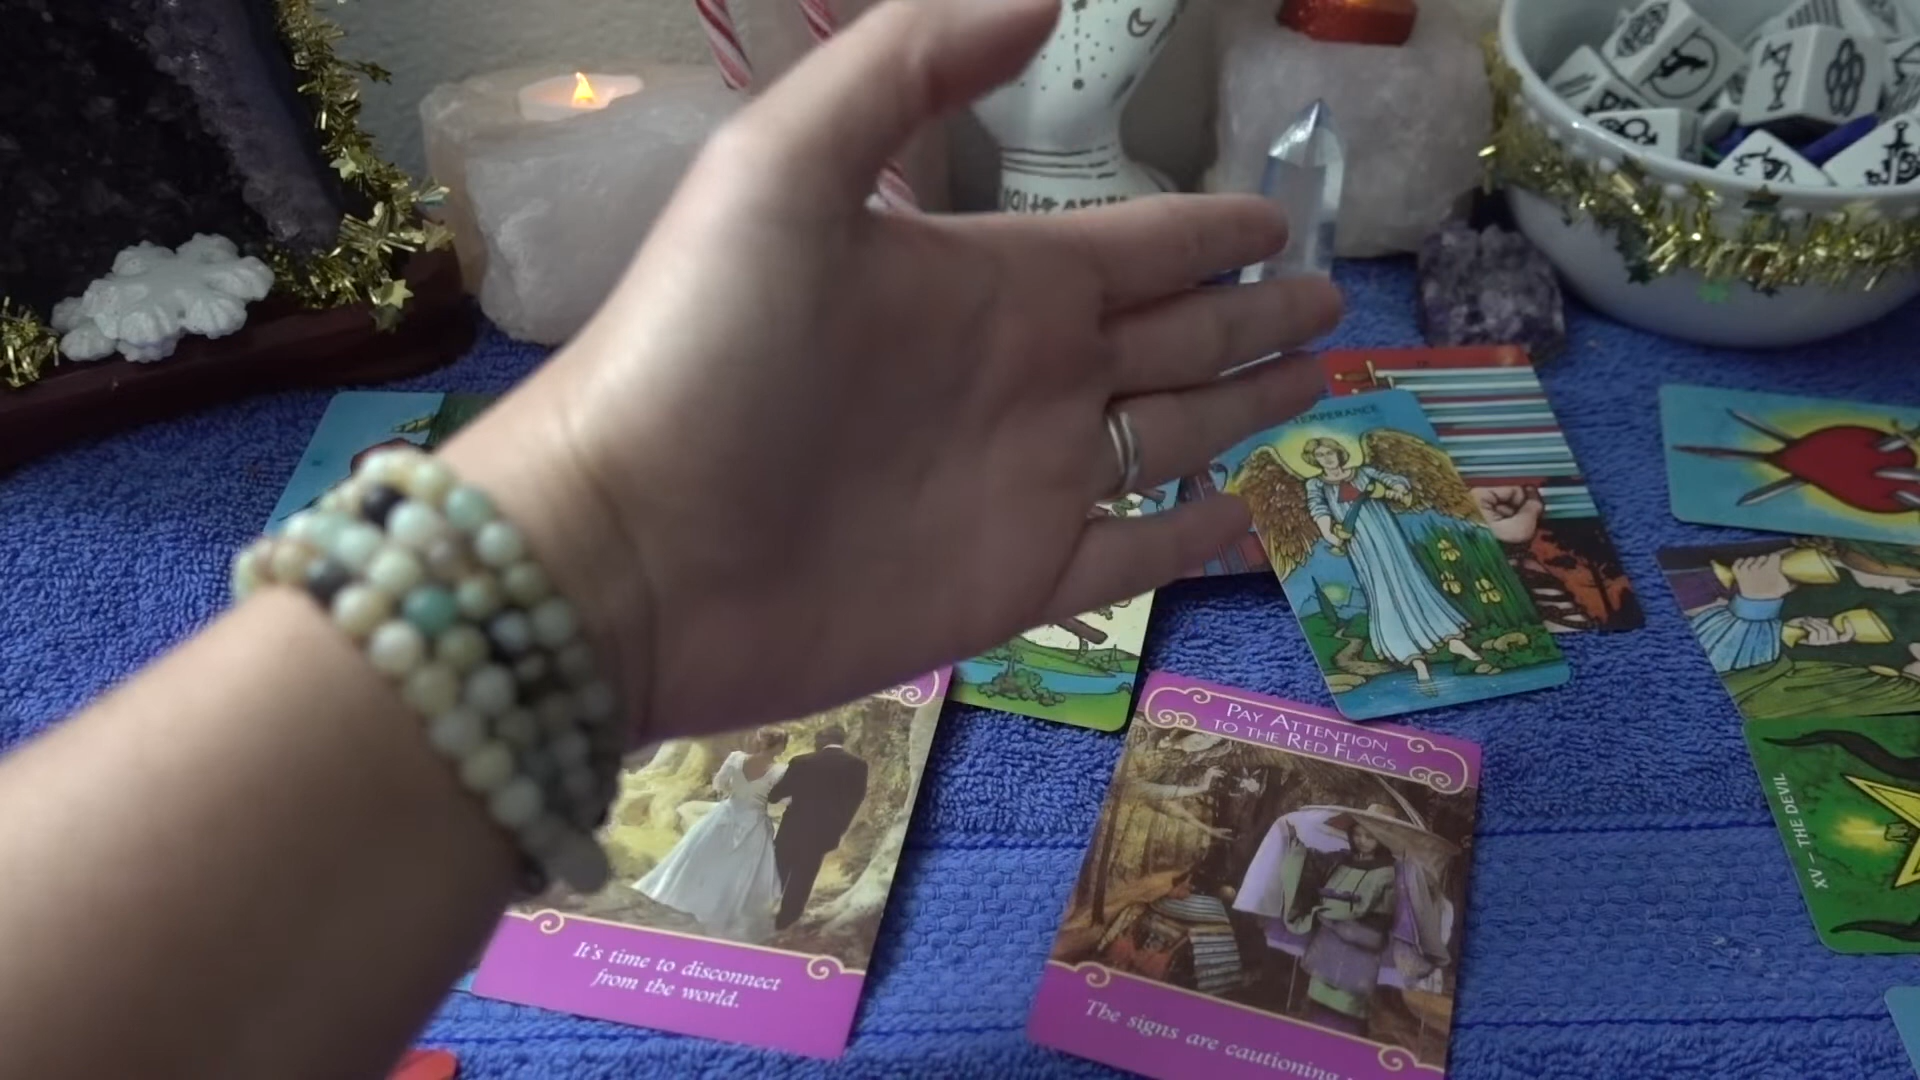 TEMPERANCE
PAY ATTENTION
TO THE RED FLAGS
XV – THE DEVIL
It's time to disconnect
from the world.
The signs are cautioning